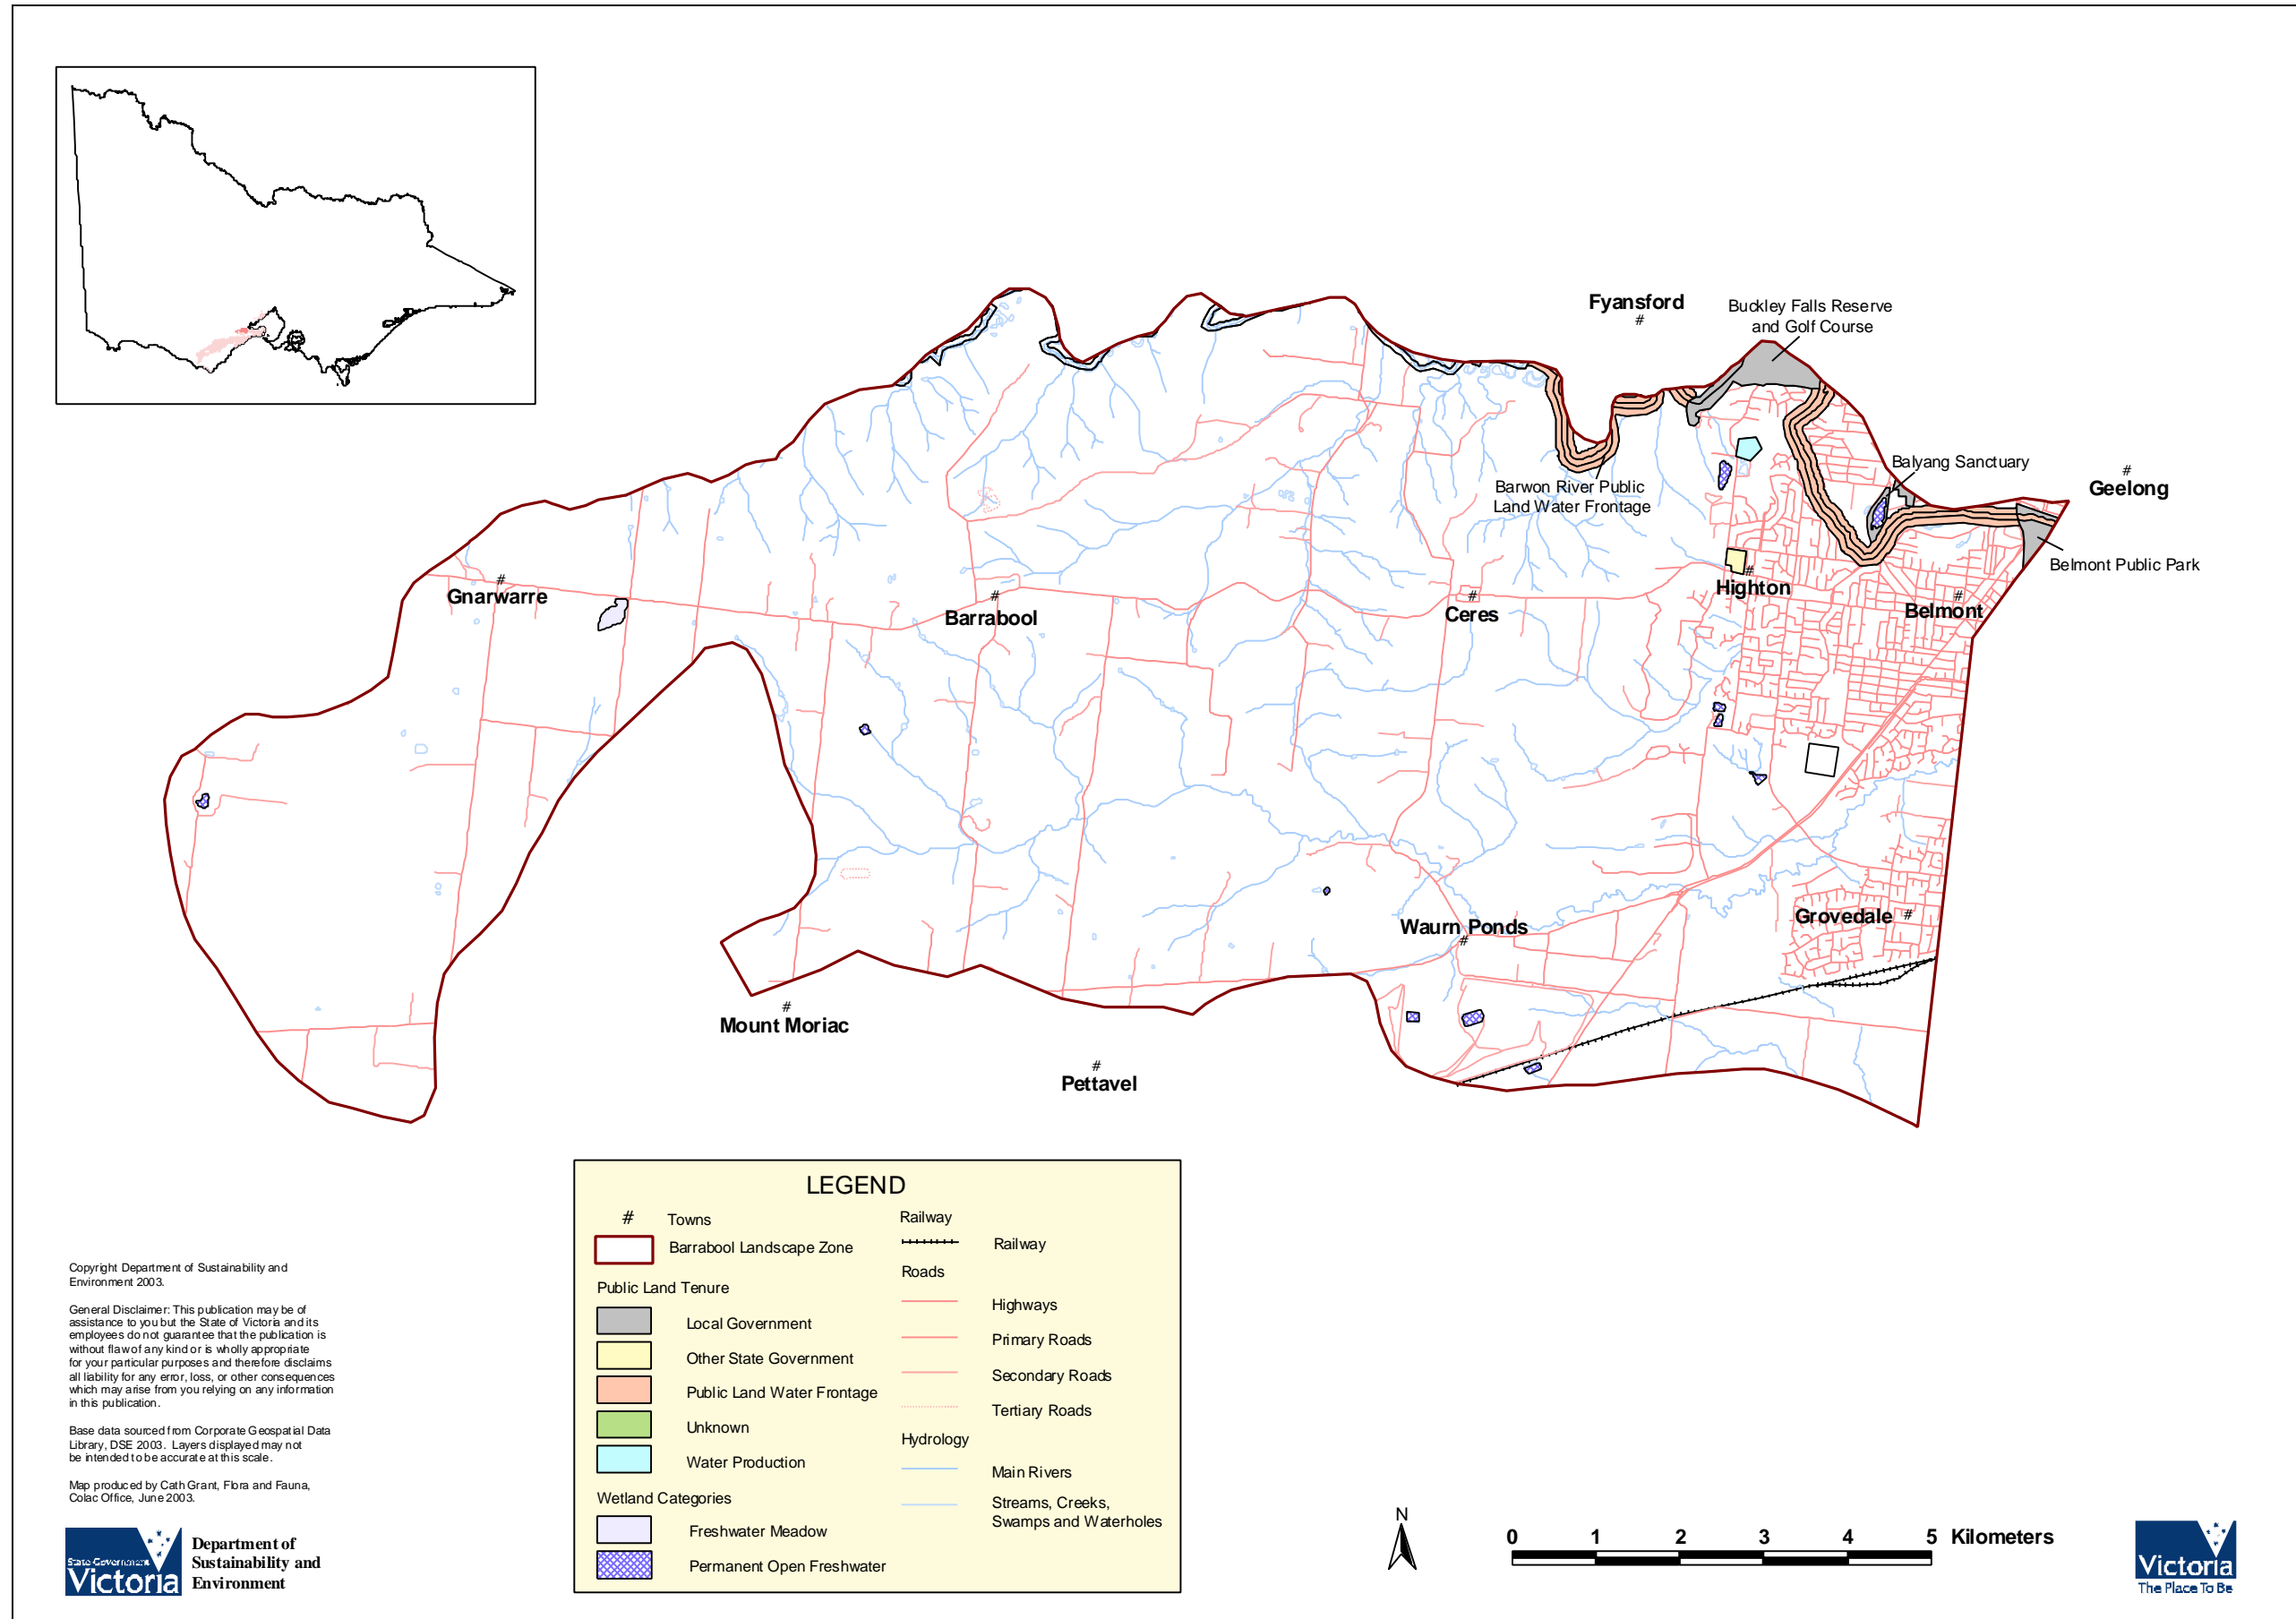 Fyansford
#
Buckley Falls Reserve
and Golf Course
Balyang Sanctuary
#
Geelong
Barwon River Public
Land Water Frontage
Belmont Public Park
#
Gnarwarre
#
Barrabool
#
Ceres
#
Highton
#
Belmont
Grovedale #
Waurn Ponds
#
#
Mount Moriac
#
Pettavel
LEGEND
# Towns
Barrabool Landscape Zone
Public Land Tenure
Local Government
Other State Government
Public Land Water Frontage
Unknown
Water Production
Wetland Categories
Freshwater Meadow
Permanent Open Freshwater
Railway
Railway
Roads
Highways
Primary Roads
Secondary Roads
Tertiary Roads
Hydrology
Main Rivers
Streams, Creeks,
Swamps and Waterholes
Copyright Department of Sustainability and
Environment 2003.
General Disclaimer: This publication may be of
assistance to you but the State of Victoria and its
employees do not guarantee that the publication is
without flaw of any kind or is wholly appropriate
for your particular purposes and therefore disclaims
all liability for any error, loss, or other consequences
which may arise from you relying on any information
in this publication.
Base data sourced from Corporate Geospatial Data
Library, DSE 2003. Layers displayed may not
be intended to be accurate at this scale.
Map produced by Cath Grant, Flora and Fauna,
Colac Office, June 2003.
State Government
Victoria
Department of
Sustainability and
Environment
N
0 1 2 3 4 5 Kilometers
Victoria
The Place To Be